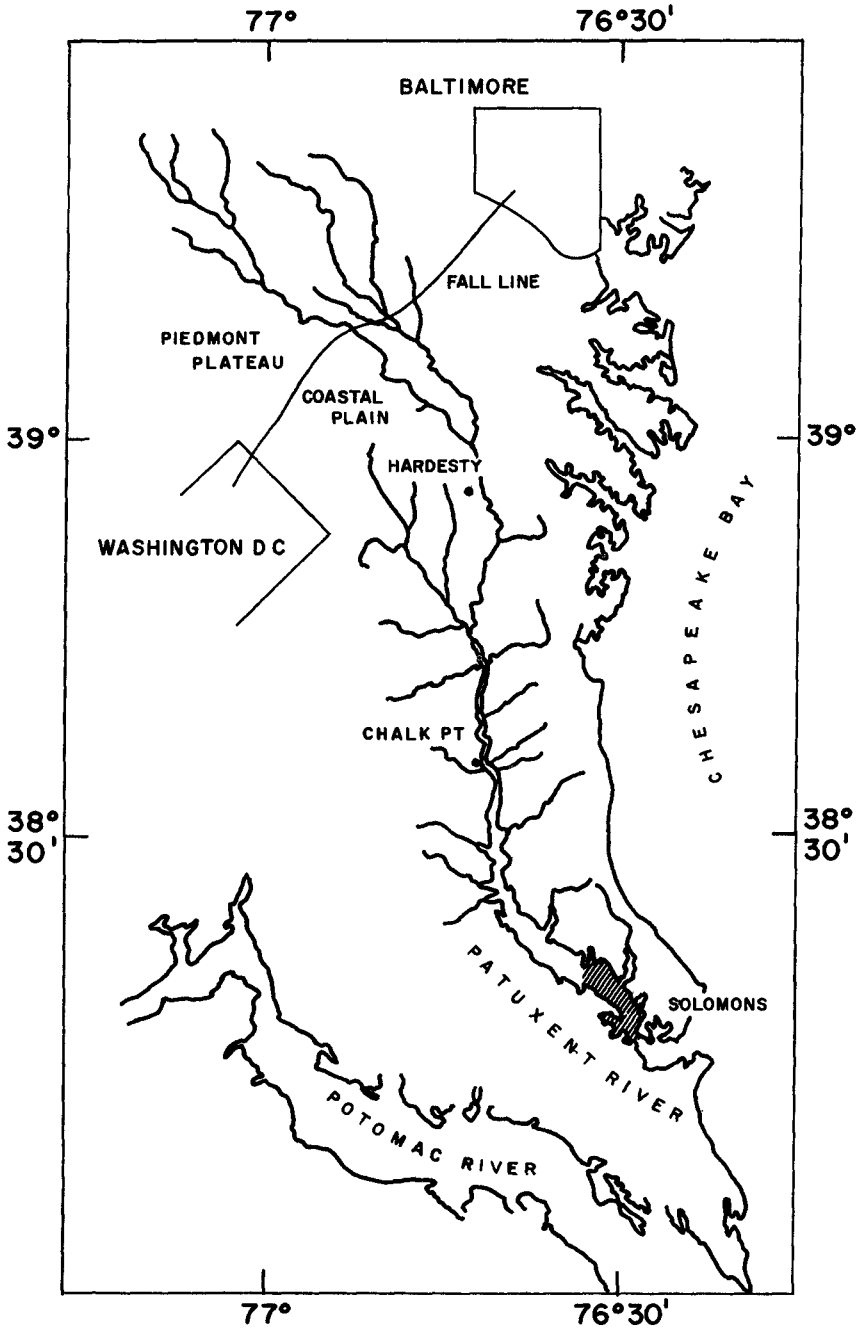 77°
76°30'
BALTIMORE
FALL LINE
PIEDMONT
PLATEAU
COASTAL
PLAIN
39°
39°
HARDESTY
WASHINGTON D C
CHESAPEAKE BAY
CHALK PT
38°
30'
38°
30'
SOLOMONS
PATUXENT RIVER
POTOMAC RIVER
77°
76°30'